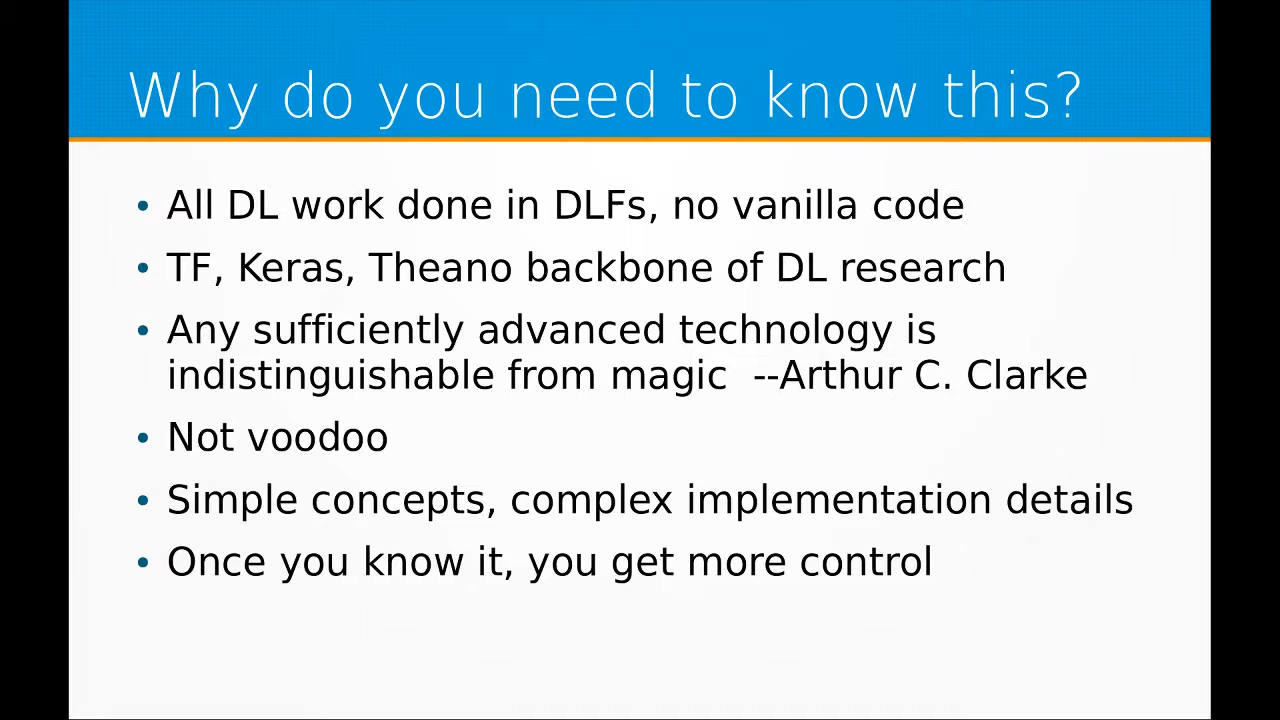 Why do you need to know this?
• All DL work done in DLFs, no vanilla code
• TF, Keras, Theano backbone of DL research
• Any sufficiently advanced technology is
indistinguishable from magic  --Arthur C. Clarke
• Not voodoo
• Simple concepts, complex implementation details
• Once you know it, you get more control